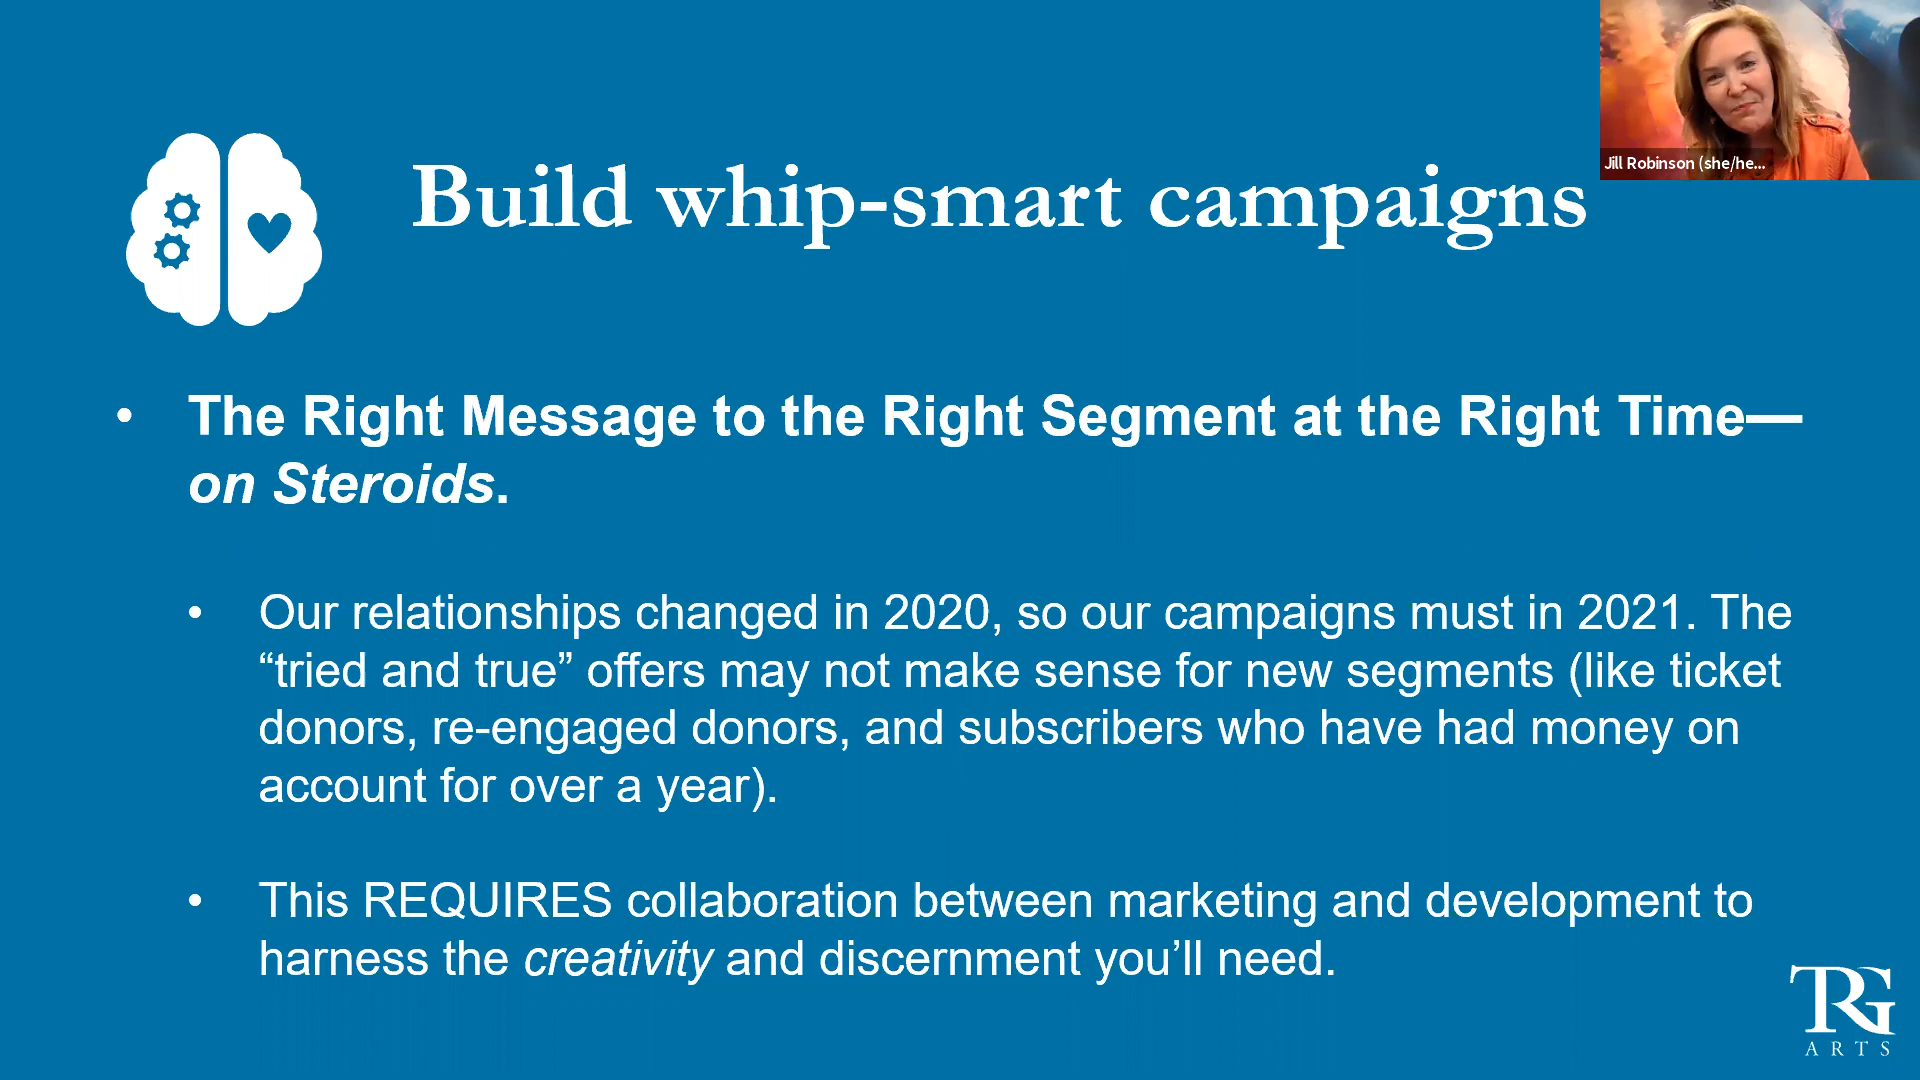 Jill Robinson (she/he...
Build whip-smart campaigns
• The Right Message to the Right Segment at the Right Time—
on Steroids.
• Our relationships changed in 2020, so our campaigns must in 2021. The
“tried and true” offers may not make sense for new segments (like ticket
donors, re-engaged donors, and subscribers who have had money on
account for over a year).
• This REQUIRES collaboration between marketing and development to
harness the creativity and discernment you’ll need.
TRG
ARTS